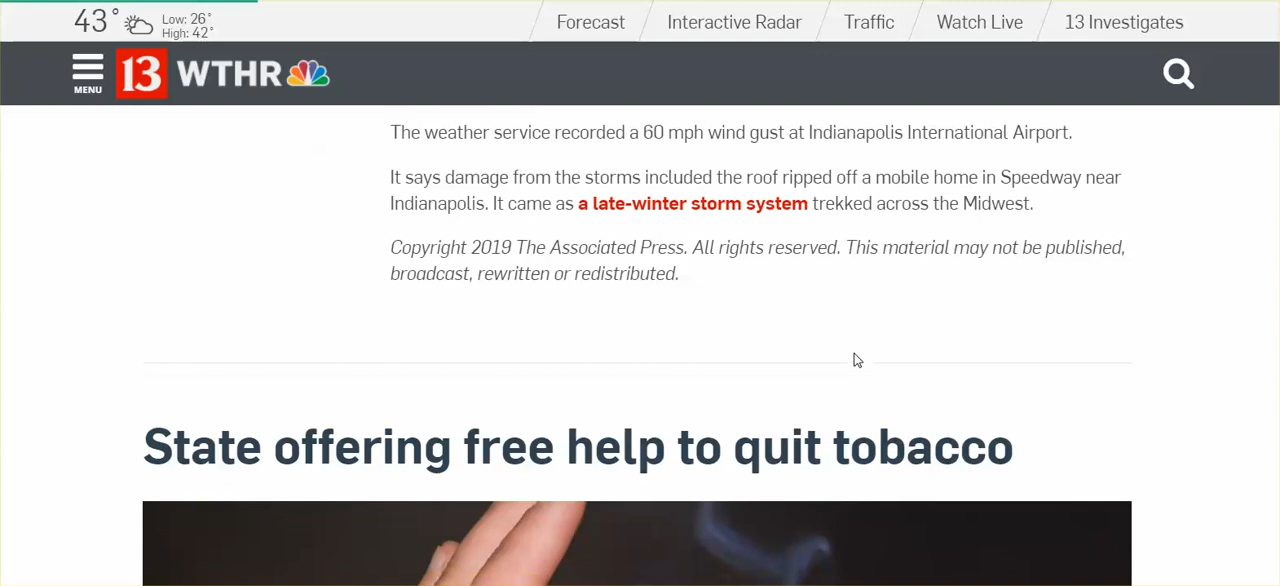 43°
Low: 26°
High: 42°
Forecast
Interactive Radar
Traffic
Watch Live
13 Investigates
MENU
13 WTHR
The weather service recorded a 60 mph wind gust at Indianapolis International Airport.
It says damage from the storms included the roof ripped off a mobile home in Speedway near
Indianapolis. It came as a late-winter storm system trekked across the Midwest.
Copyright 2019 The Associated Press. All rights reserved. This material may not be published,
broadcast, rewritten or redistributed.
State offering free help to quit tobacco